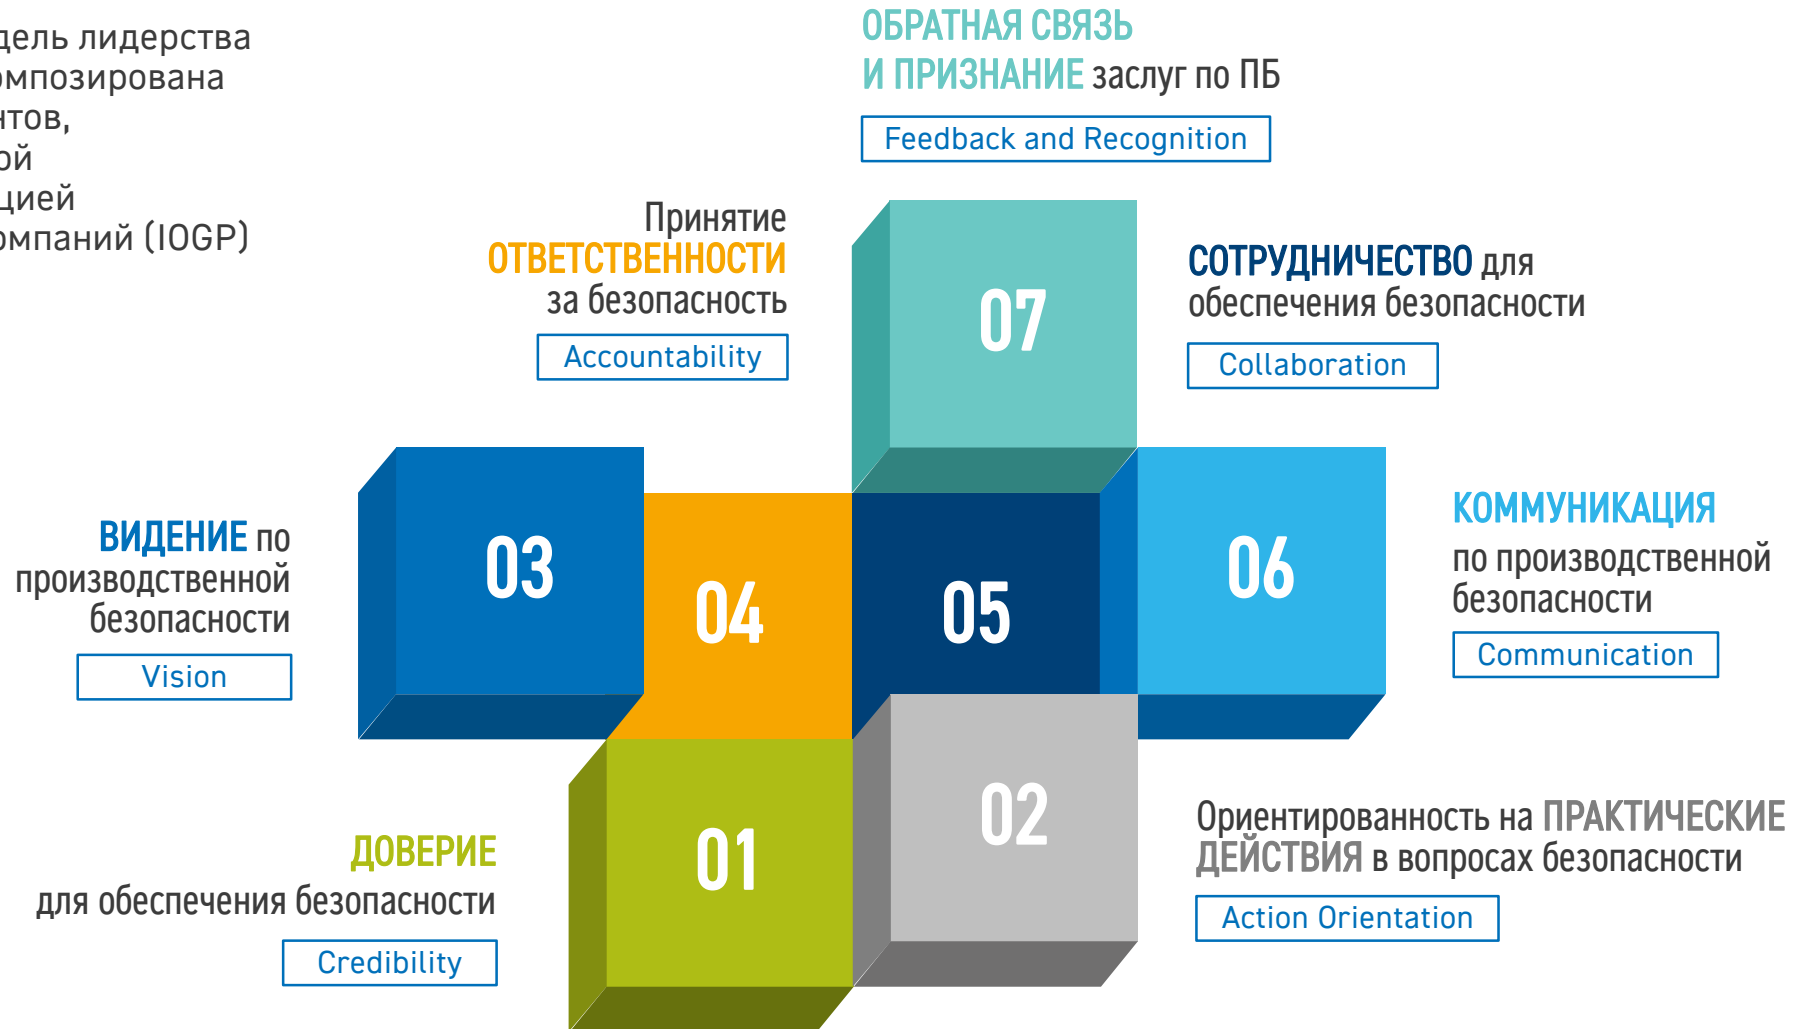 дель лидерства
омпозирована
нтов,
ой
цией
омпаний (IOGP)
ОБРАТНАЯ СВЯЗЬ
И ПРИЗНАНИЕ заслуг по ПБ
Feedback and Recognition
Принятие
ОТВЕТСТВЕННОСТИ
за безопасность
Accountability
07
СОТРУДНИЧЕСТВО для
обеспечения безопасности
Collaboration
ВИДЕНИЕ по
производственной
безопасности
Vision
03
04
05
06
КОММУНИКАЦИЯ
по производственной
безопасности
Communication
ДОВЕРИЕ
для обеспечения безопасности
Credibility
01
02
Ориентированность на ПРАКТИЧЕСКИЕ
ДЕЙСТВИЯ в вопросах безопасности
Action Orientation